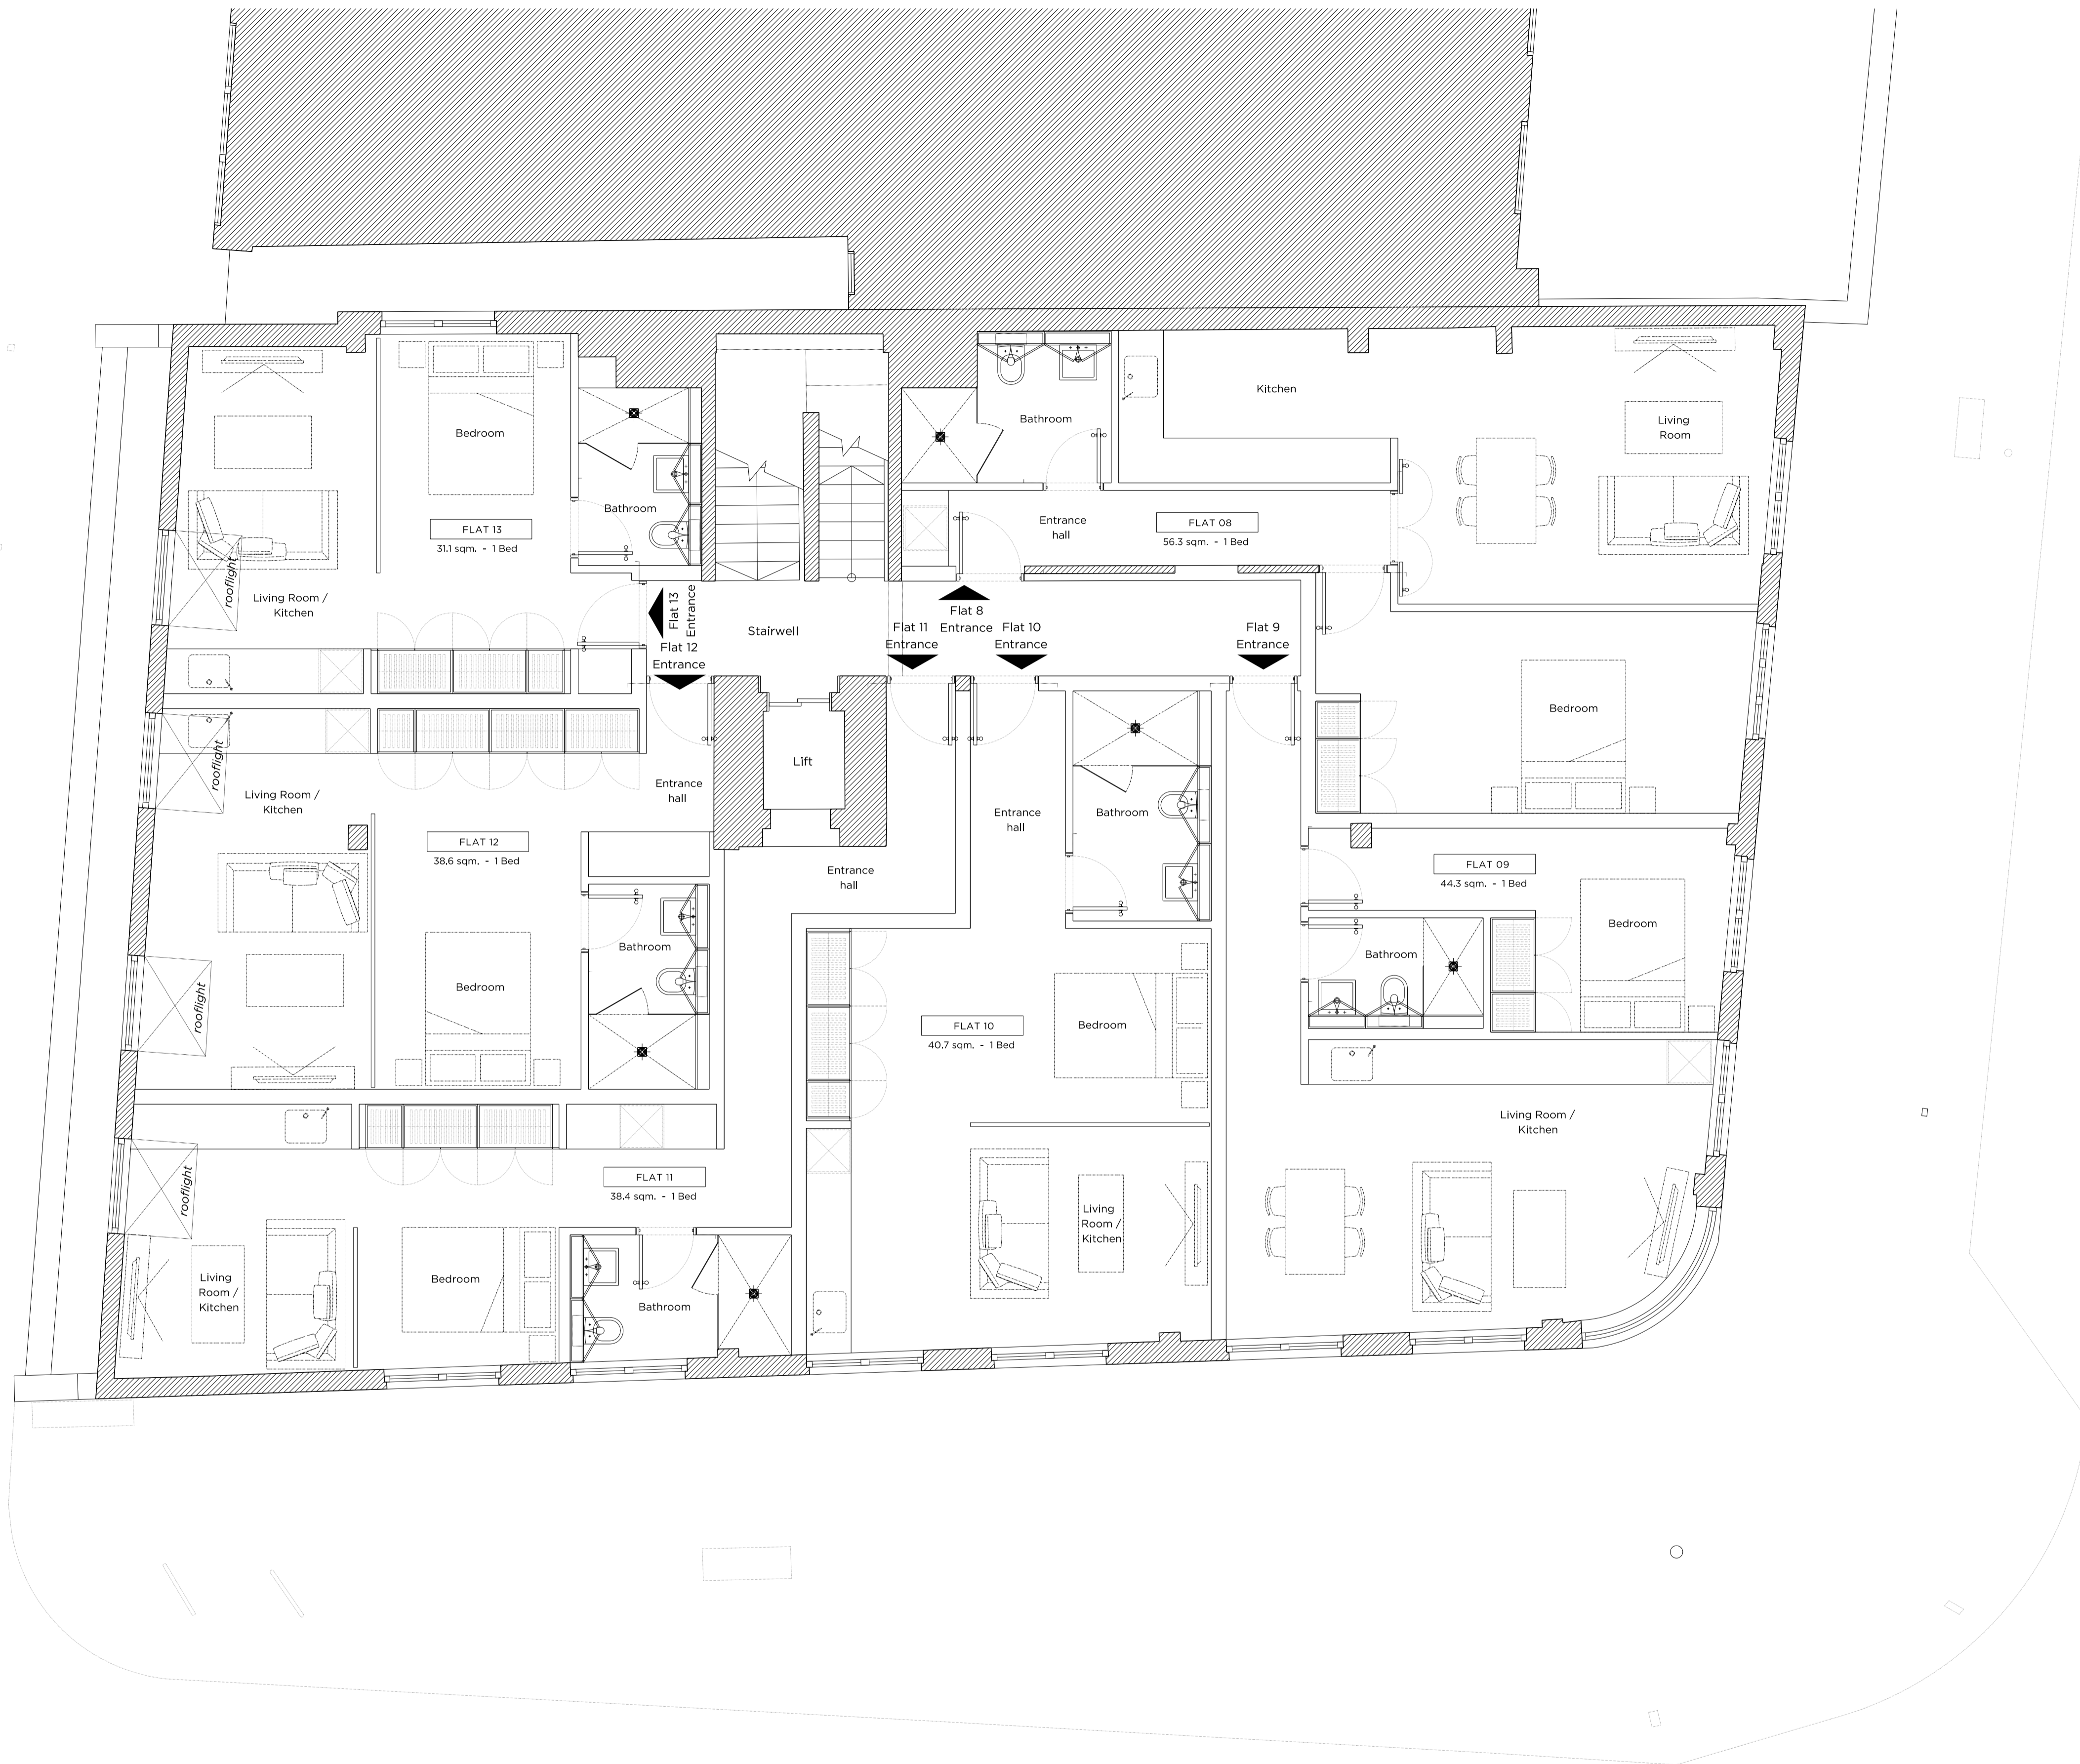 Kitchen
Bathroom
Living
Room
Bedroom
Bathroom
Entrance
hall
FLAT 08
56.3 sqm. - 1 Bed
FLAT 13
31.1 sqm. - 1 Bed
rooflight
Living Room /
Kitchen
Flat 13
Entrance
Stairwell
Flat 8
Entrance
Flat 11
Entrance
Flat 10
Entrance
Flat 9
Entrance
Flat 12
Entrance
Bedroom
rooflight
Lift
Living Room /
Kitchen
Entrance
hall
Entrance
hall
Bathroom
FLAT 12
38.6 sqm. - 1 Bed
Entrance
hall
FLAT 09
44.3 sqm. - 1 Bed
Bedroom
Bathroom
Bathroom
Bedroom
rooflight
FLAT 10
40.7 sqm. - 1 Bed
Bedroom
Living Room /
Kitchen
rooflight
FLAT 11
38.4 sqm. - 1 Bed
Living
Room /
Kitchen
Living
Room /
Kitchen
Bedroom
Bathroom